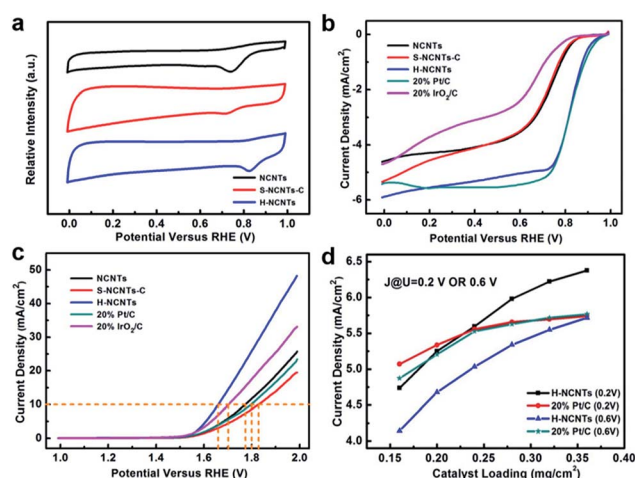 a
Relative Intensity (a.u.)
NCNTs
S-NCNTs-C
H-NCNTs
0.0 0.2 0.4 0.6 0.8 1.0
Potential Versus RHE (V)
b
Current Density (mA/cm²)
0
-2
-4
-6
NCNTs
S-NCNTs-C
H-NCNTs
20% Pt/C
20% IrO₂/C
0.0 0.2 0.4 0.6 0.8 1.0
Potential Versus RHE (V)
c
Current Density (mA/cm²)
50
40
30
20
10
0
NCNTs
S-NCNTs-C
H-NCNTs
20% Pt/C
20% IrO₂/C
1.0 1.2 1.4 1.6 1.8 2.0
Potential Versus RHE (V)
d
Current Density (mA/cm²)
6.5
6.0
5.5
5.0
4.5
4.0
J@U=0.2 V OR 0.6 V
H-NCNTs (0.2V)
20% Pt/C (0.2V)
H-NCNTs (0.6V)
20% Pt/C (0.6V)
0.15 0.20 0.25 0.30 0.35 0.40
Catalyst Loading (mg/cm²)